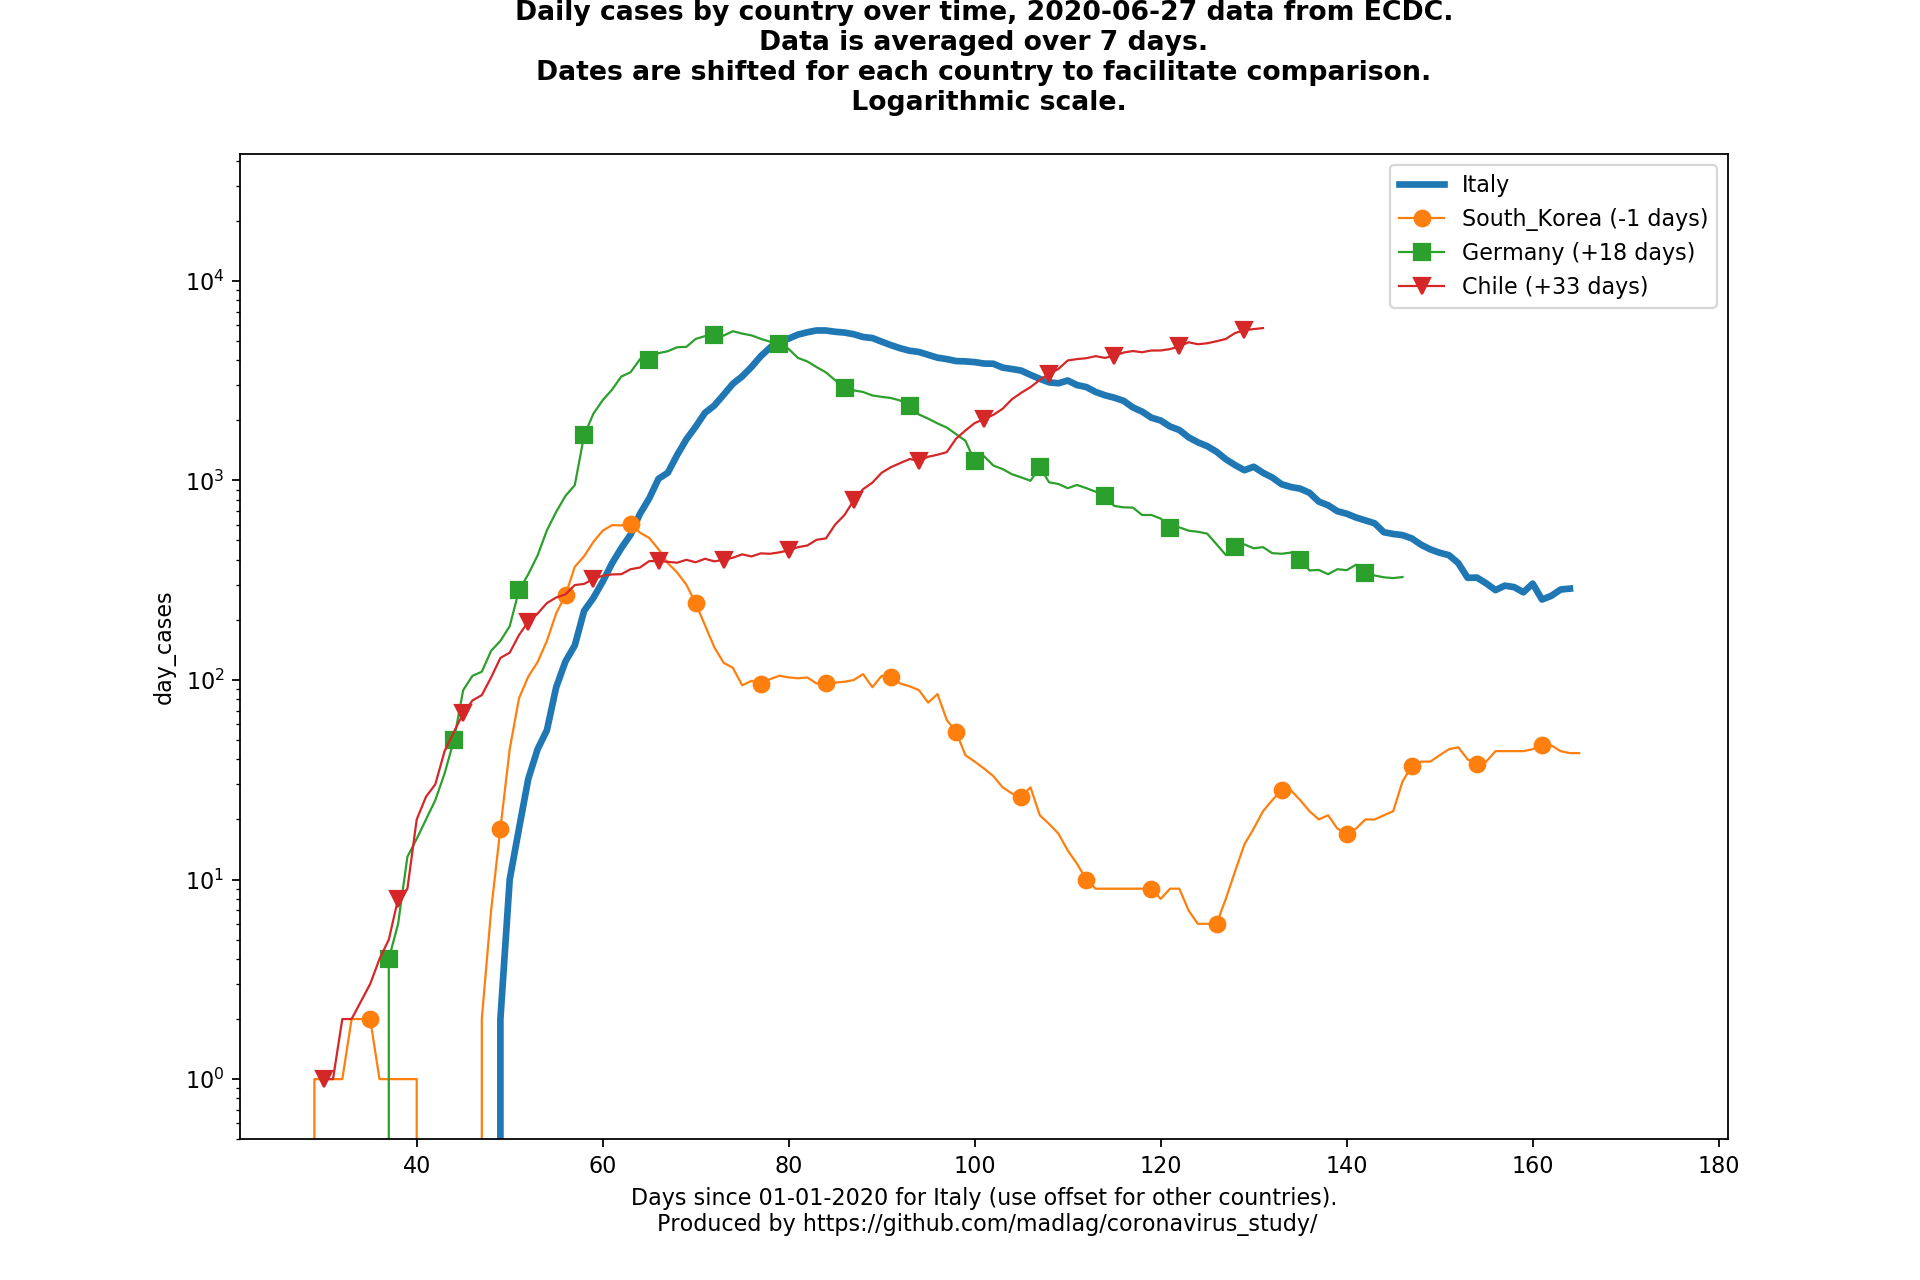 Daily cases by country over time, 2020-06-27 data from ECDC.
Data is averaged over 7 days.
Dates are shifted for each country to facilitate comparison.
Logarithmic scale.
Italy
South_Korea (-1 days)
Germany (+18 days)
Chile (+33 days)
10⁴
10³
10²
10¹
10⁰
day_cases
40 60 80 100 120 140 160 180
Days since 01-01-2020 for Italy (use offset for other countries).
Produced by https://github.com/madlag/coronavirus_study/